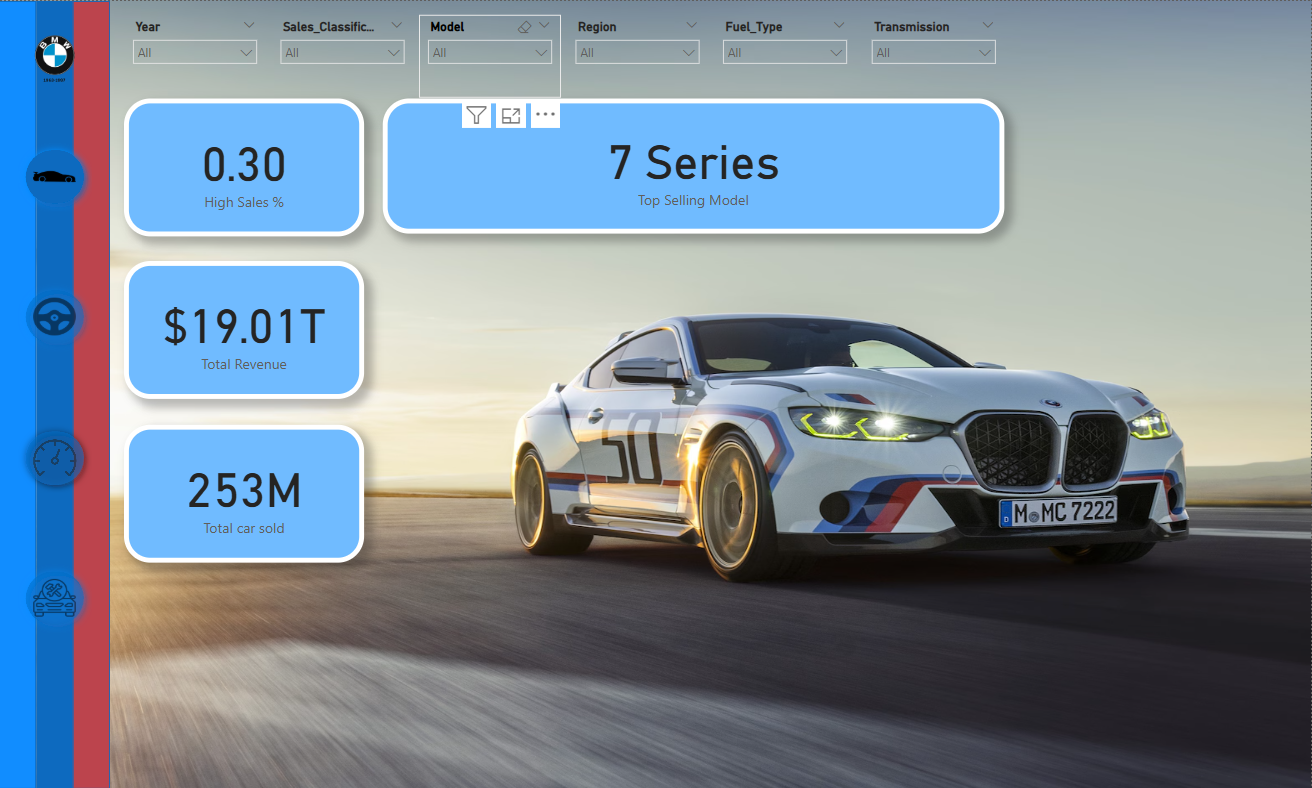 Year
Sales_Classific...
Model
Region
Fuel_Type
Transmission
All
All
All
All
All
All
BMW
0.30
High Sales %
7 Series
Top Selling Model
$19.01T
Total Revenue
253M
Total car sold
50
D
M MC 7222